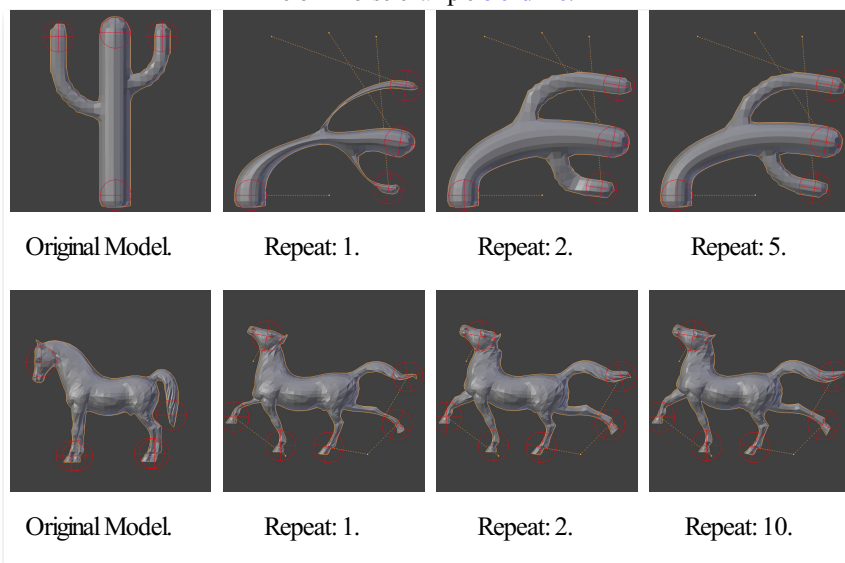 Original Model.
Repeat: 1.
Repeat: 2.
Repeat: 5.
Original Model.
Repeat: 1.
Repeat: 2.
Repeat: 10.